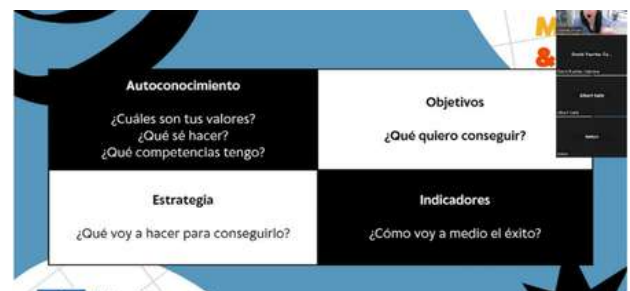 M
&
Autoconocimiento
¿Cuáles son tus valores?
¿Qué sé hacer?
¿Qué competencias tengo?
Objetivos
¿Qué quiero conseguir?
Estrategia
¿Qué voy a hacer para conseguirlo?
Indicadores
¿Cómo voy a medio el éxito?